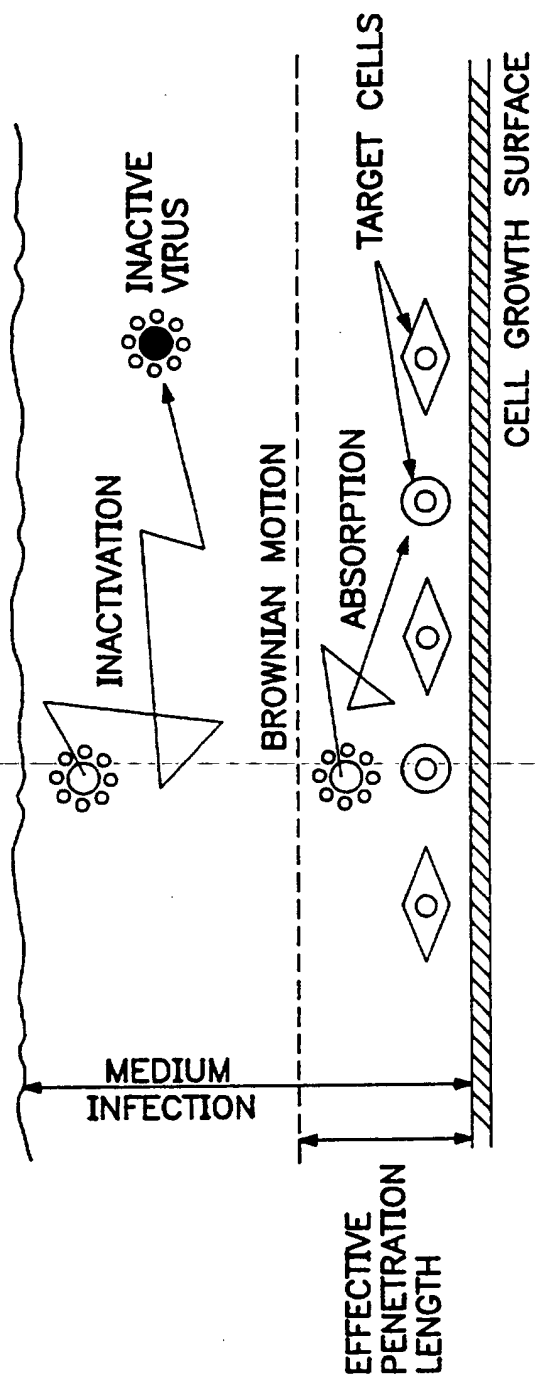 INACTIVE
VIRUS
INACTIVATION
BROWNIAN MOTION
TARGET CELLS
ABSORPTION
MEDIUM
INFECTION
EFFECTIVE
PENETRATION
LENGTH
CELL GROWTH SURFACE